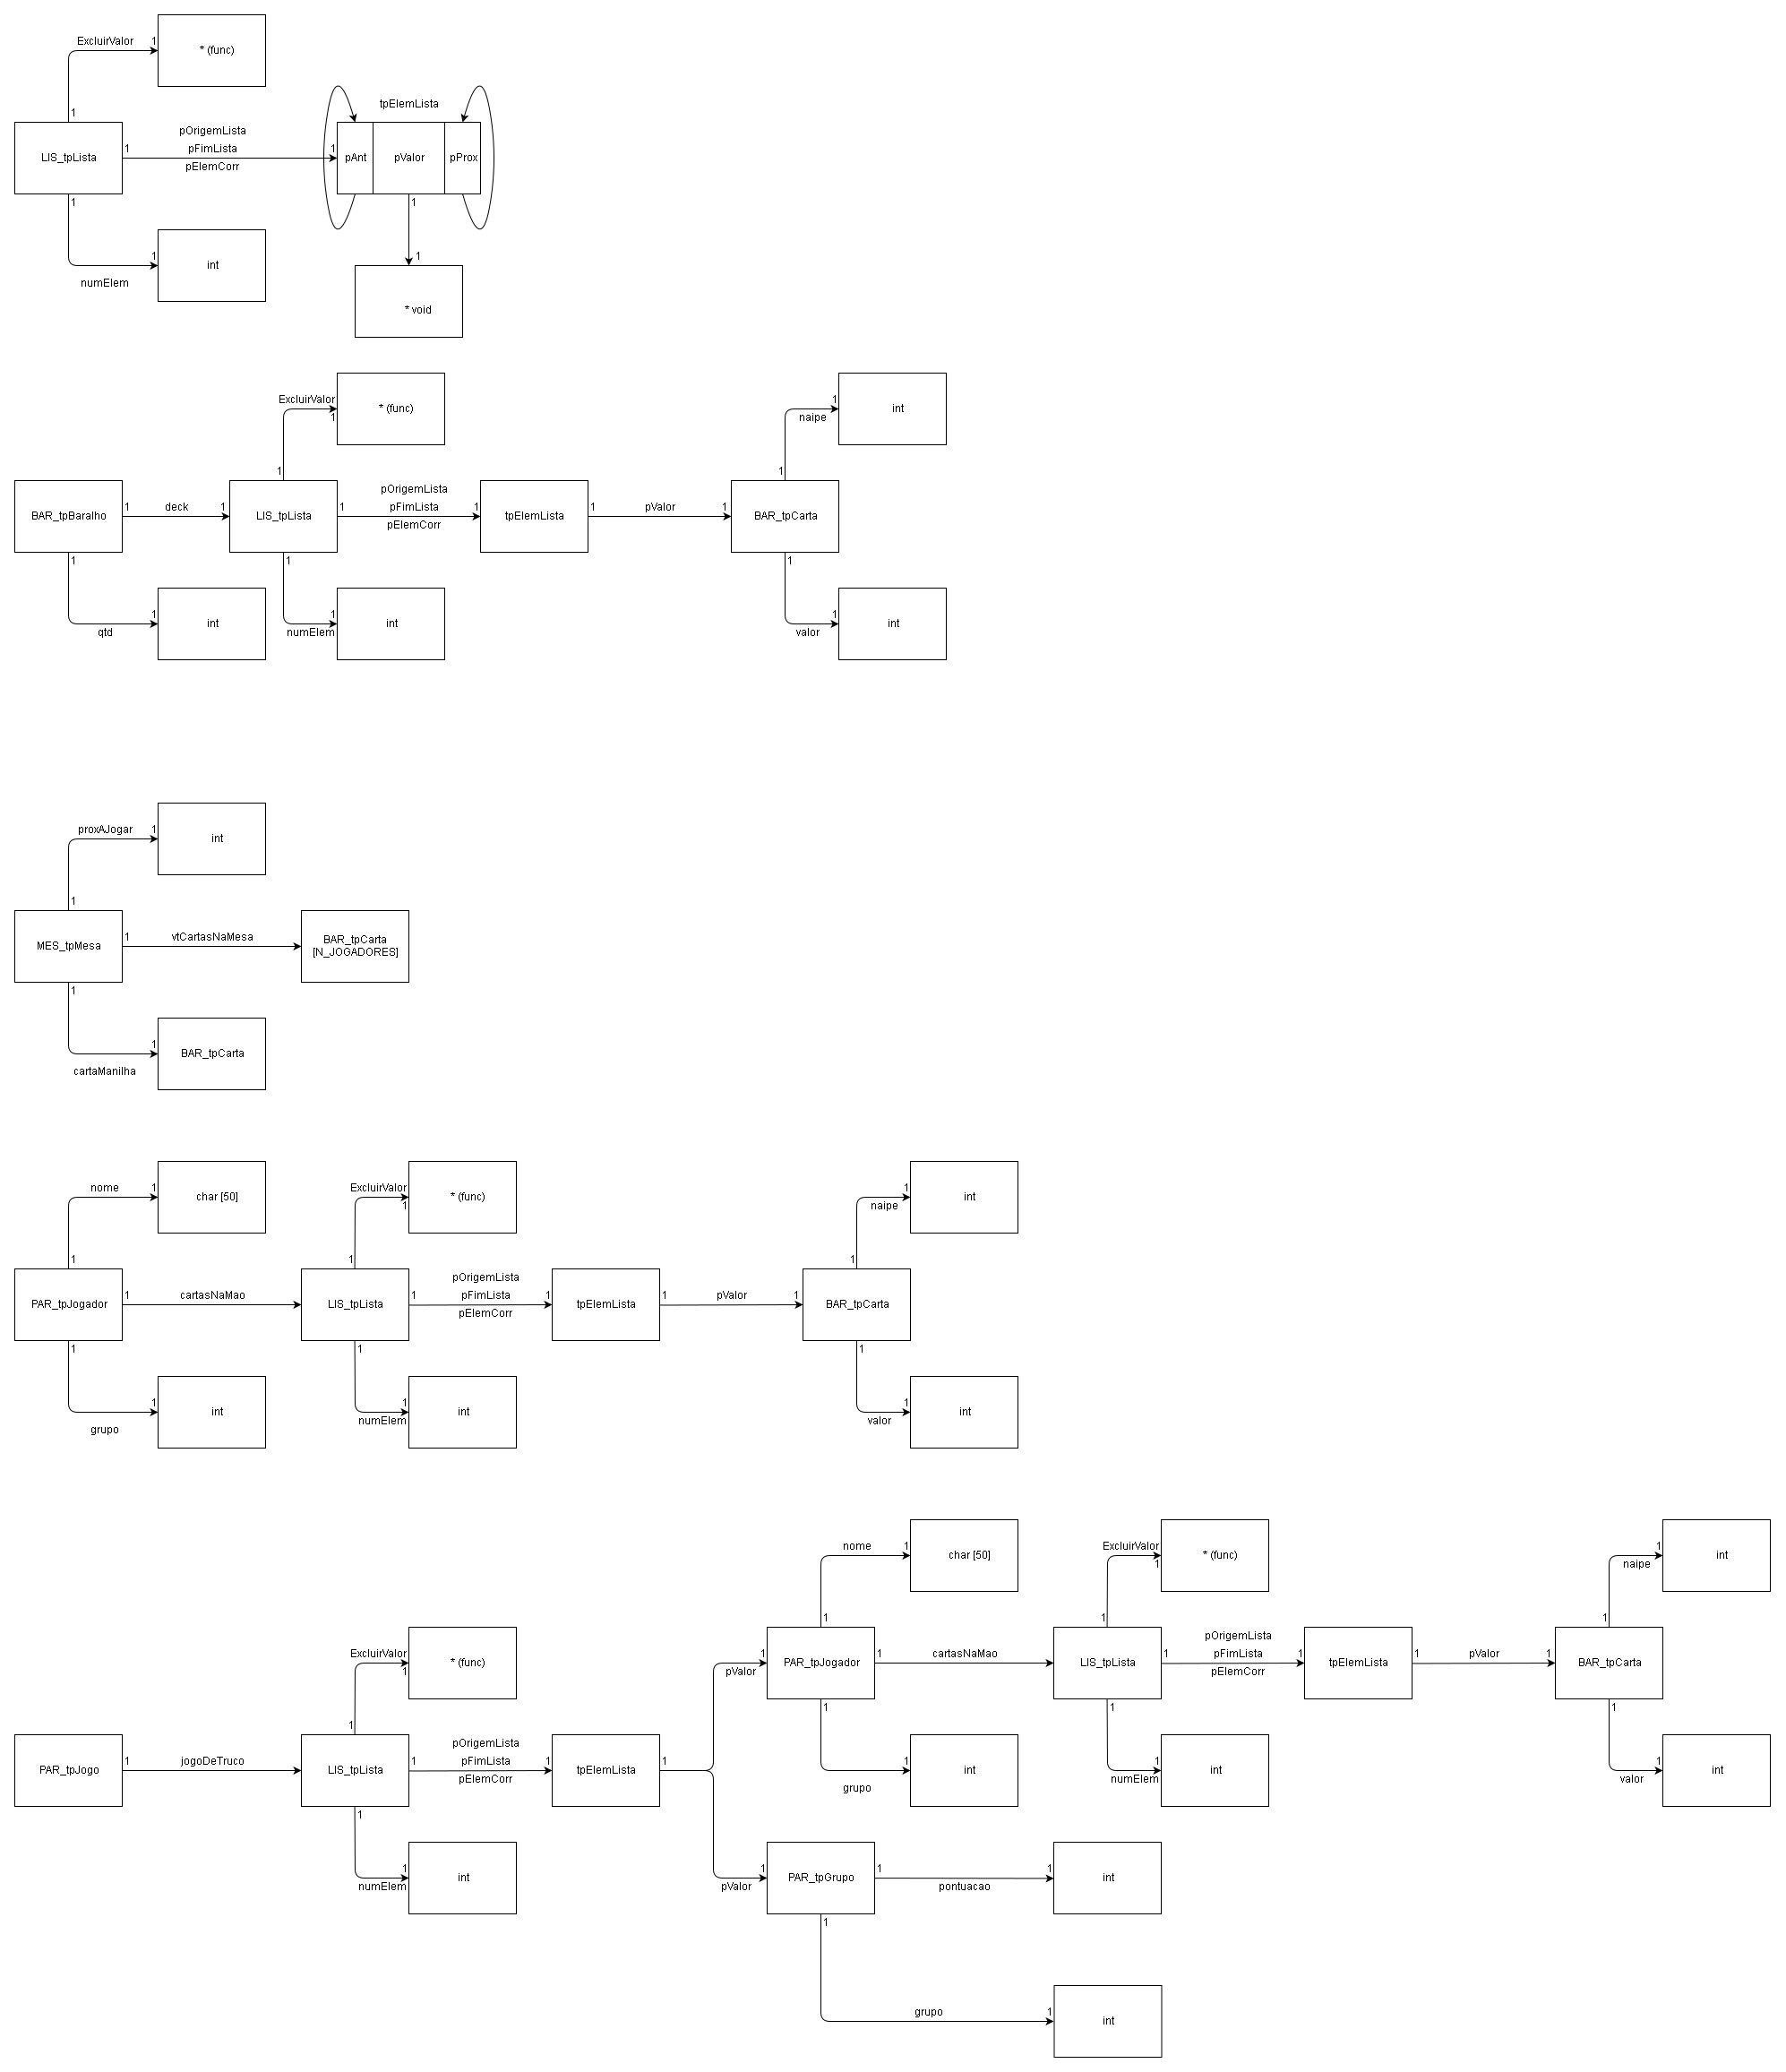 ExcluirValor
1
* (func)
1
tpElemLista
pOrigemLista
LIS_tpLista
1
pFimLista
1
pAnt
pValor
pProx
pElemCorr
1
1
1
int
1
numElem
* void
ExcluirValor
1
* (func)
1
naipe
1
int
1
1
BAR_tpBaralho
1
deck
1
LIS_tpLista
1
pOrigemLista
pFimLista
pElemCorr
1
tpElemLista
1
pValor
1
BAR_tpCarta
1
1
1
qtd
1
int
numElem
1
int
valor
1
int
proxAJogar
1
int
1
MES_tpMesa
1
vtCartasNaMesa
BAR_tpCarta
[N_JOGADORES]
1
1
BAR_tpCarta
cartaManilha
nome
1
char [50]
ExcluirValor
1
* (func)
naipe
1
int
1
1
1
PAR_tpJogador
1
cartasNaMao
LIS_tpLista
1
pOrigemLista
pFimLista
pElemCorr
1
tpElemLista
1
pValor
1
BAR_tpCarta
1
1
1
1
int
grupo
numElem
1
int
valor
1
int
nome
1
char [50]
ExcluirValor
1
1
* (func)
naipe
1
int
1
1
1
ExcluirValor
1
* (func)
pValor
1
PAR_tpJogador
1
cartasNaMao
LIS_tpLista
1
pOrigemLista
pFimLista
pElemCorr
1
tpElemLista
1
pValor
1
BAR_tpCarta
1
1
1
1
PAR_tpJogo
1
jogoDeTruco
LIS_tpLista
1
pOrigemLista
pFimLista
pElemCorr
1
tpElemLista
1
1
int
grupo
numElem
1
int
valor
1
int
1
numElem
1
int
pValor
1
PAR_tpGrupo
1
pontuacao
1
int
1
grupo
1
int